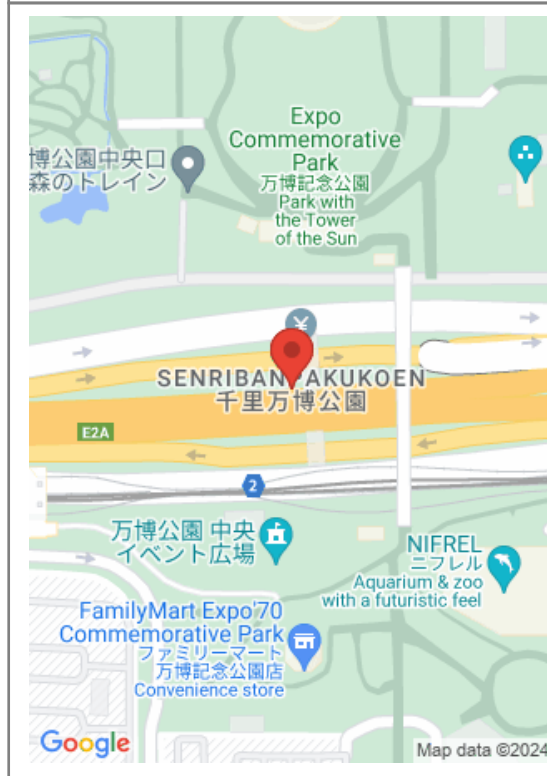 Expo
Commemorative
Park
万博記念公園
Park with
the Tower
of the Sun
博公園中央口
森のトレイン
¥
SENRIBANPAKUKOEN
千里万博公園
E2A
2
万博公園 中央
イベント広場
NIFREL
ニフレル
Aquarium & zoo
with a futuristic feel
FamilyMart Expo'70
Commemorative Park
ファミリーマート
万博記念公園店
Convenience store
Google
Map data ©2024